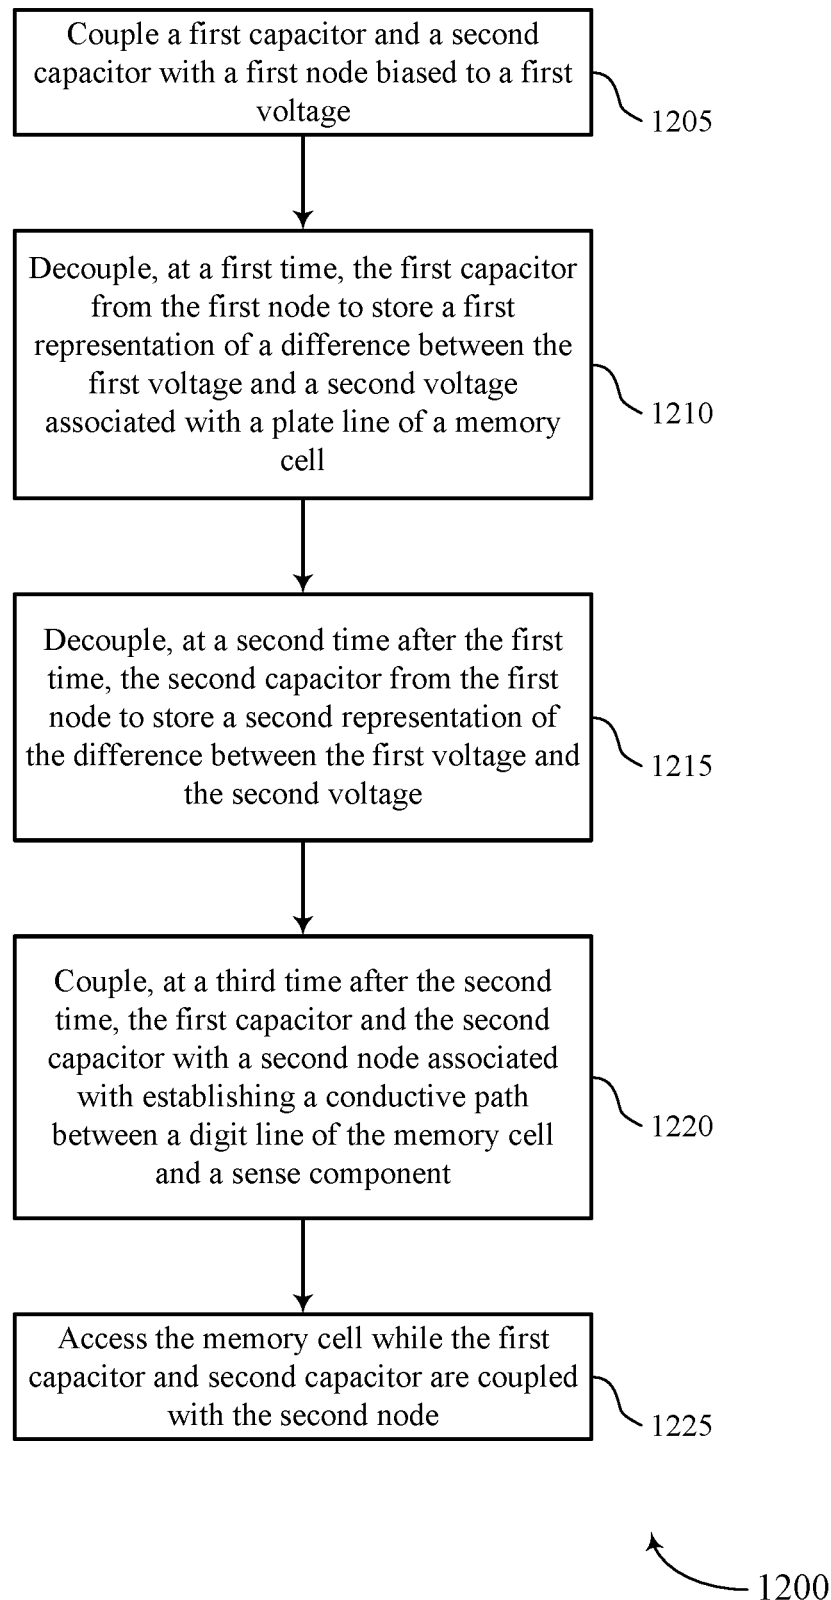 Couple a first capacitor and a second
capacitor with a first node biased to a first
voltage
1205
Decouple, at a first time, the first capacitor
from the first node to store a first
representation of a difference between the
first voltage and a second voltage
associated with a plate line of a memory
cell
1210
Decouple, at a second time after the first
time, the second capacitor from the first
node to store a second representation of
the difference between the first voltage and
the second voltage
1215
Couple, at a third time after the second
time, the first capacitor and the second
capacitor with a second node associated
with establishing a conductive path
between a digit line of the memory cell
and a sense component
1220
Access the memory cell while the first
capacitor and second capacitor are coupled
with the second node
1225
1200